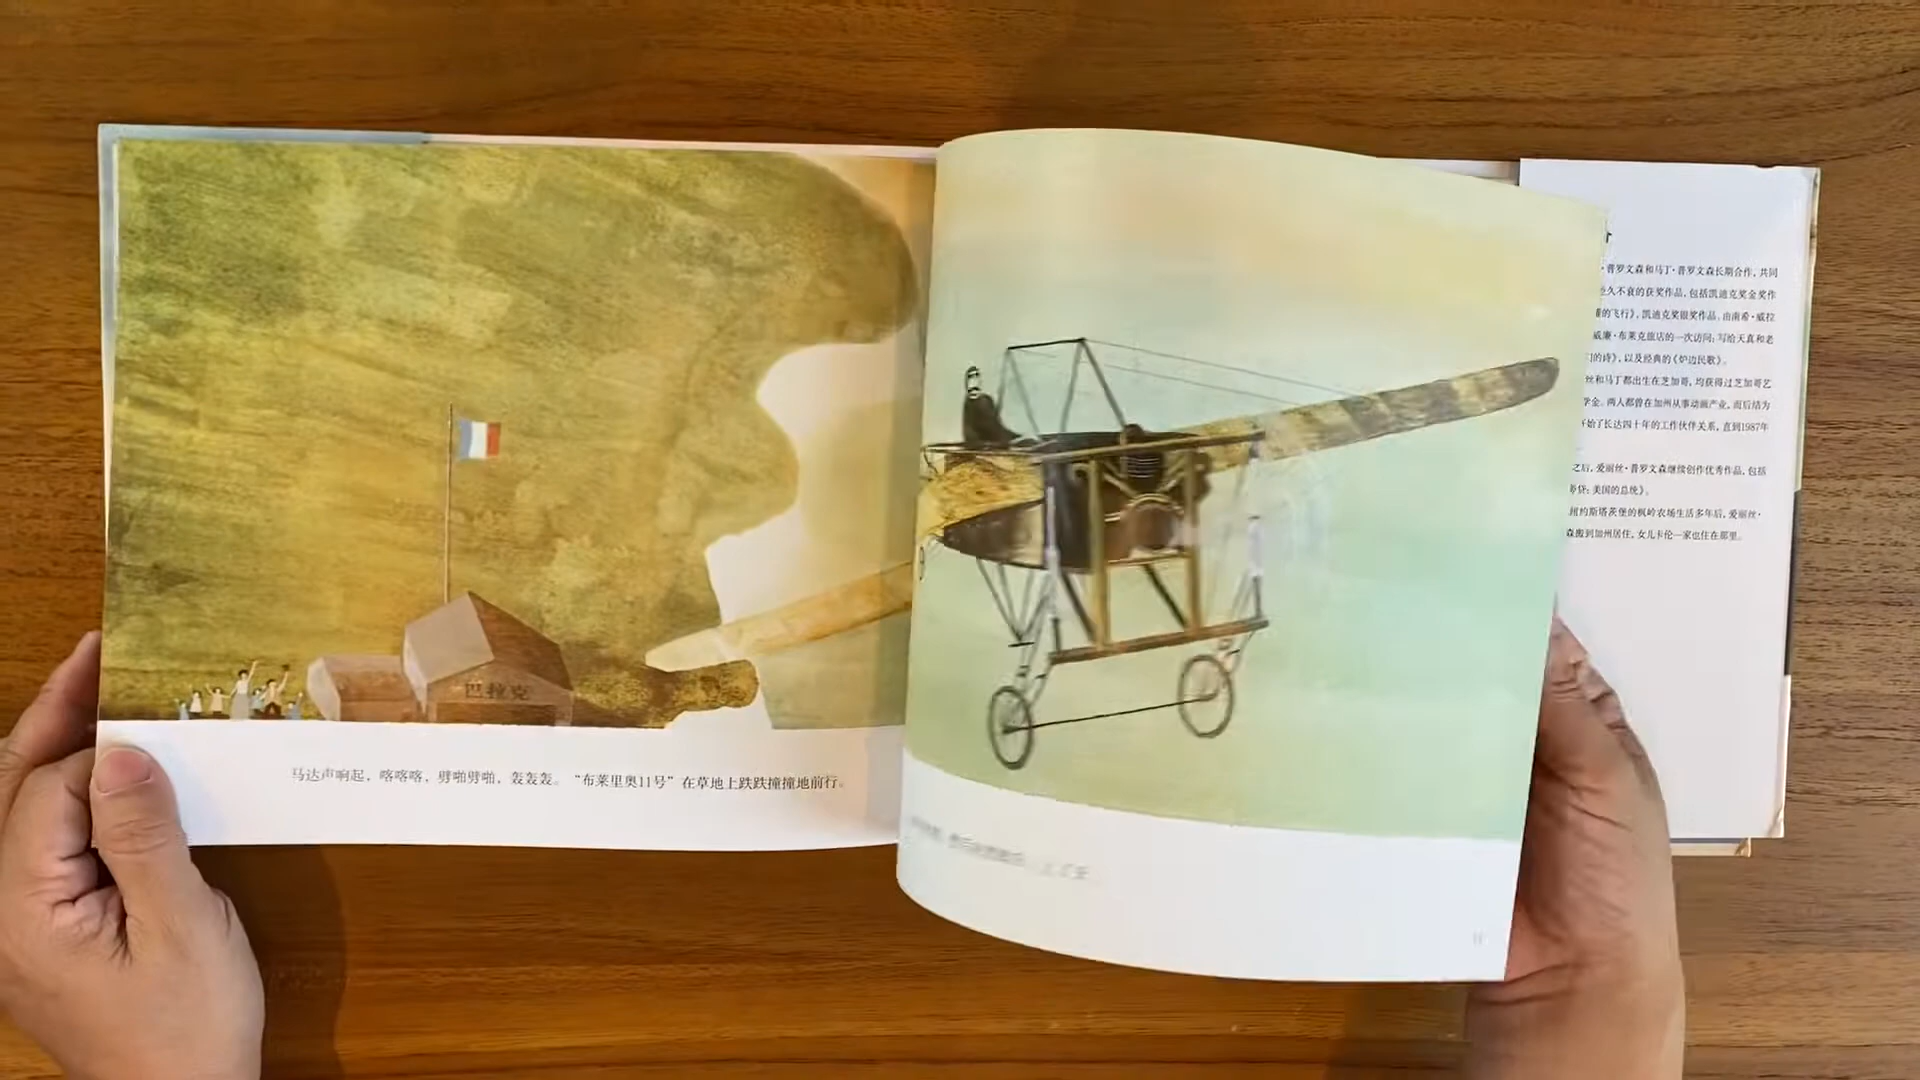 巴拉克
马达声响起，喀喀喀，劈啪劈啪，轰轰轰。“布莱里奥11号”在草地上跌跌撞撞地前行。
·普罗文森和马丁·普罗文森长期合作，共同
久不衰的获奖作品，包括凯迪克奖金奖作
的飞行》，凯迪克奖银奖作品、由南希·威拉
威廉·布莱克旅店的一次访问：写给天真和老
的诗》，以及经典的《炉边民歌》。
丝和马丁都出生在芝加哥，均获得过芝加哥艺
学金。两人都曾在加州从事动画产业，而后结为
开始了长达四十年的工作伙伴关系，直到1987年
之后，爱丽丝·普罗文森继续创作优秀作品，包括
贷：美国的总统》。
纽约斯塔茨堡的枫岭农场生活多年后，爱丽丝·
森搬到加州居住，女儿卡伦一家也住在那里。